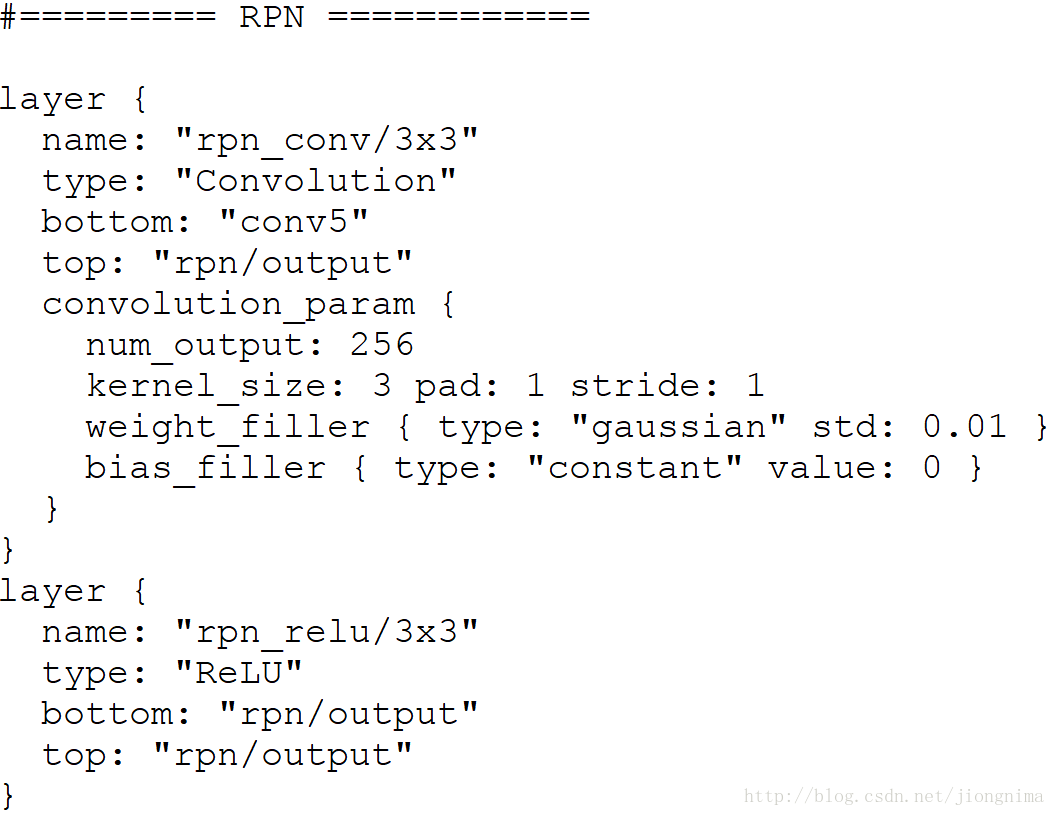 #========= RPN ============
layer {
  name: "rpn_conv/3x3"
  type: "Convolution"
  bottom: "conv5"
  top: "rpn/output"
  convolution_param {
    num_output: 256
    kernel_size: 3 pad: 1 stride: 1
    weight_filler { type: "gaussian" std: 0.01 }
    bias_filler { type: "constant" value: 0 }
  }
}
layer {
  name: "rpn_relu/3x3"
  type: "ReLU"
  bottom: "rpn/output"
  top: "rpn/output"
}
http://blog.csdn.net/jiongnima